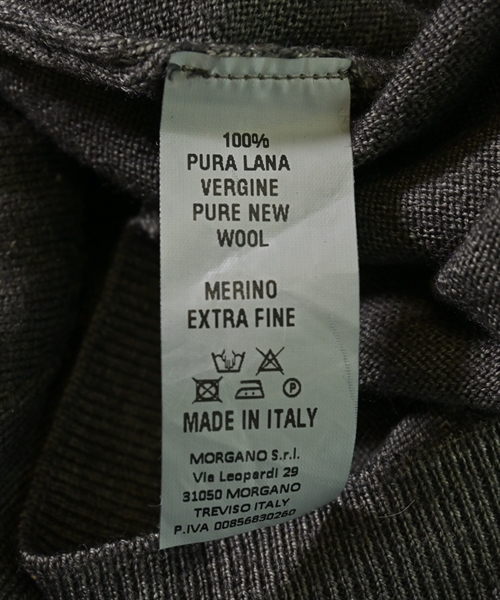 100%
PURA LANA
VERGINE
PURE NEW
WOOL
MERINO
EXTRA FINE
P
MADE IN ITALY
MORGANO S.r.l.
Via Leopardi 29
31050 MORGANO
TREVISO ITALY
P.IVA 00856830260